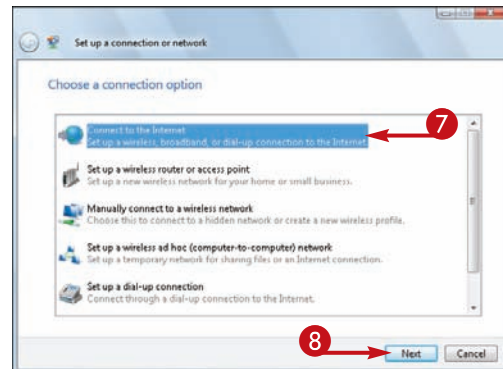 Set up a connection or network
Choose a connection option
Connect to the Internet
Set up a wireless, broadband, or dial-up connection to the Internet.
7
Set up a wireless router or access point
Set up a new wireless network for your home or small business.
Manually connect to a wireless network
Choose this to connect to a hidden network or create a new wireless profile.
Set up a wireless ad hoc (computer-to-computer) network
Set up a temporary network for sharing files or an Internet connection.
Set up a dial-up connection
Connect through a dial-up connection to the Internet.
8
Next Cancel